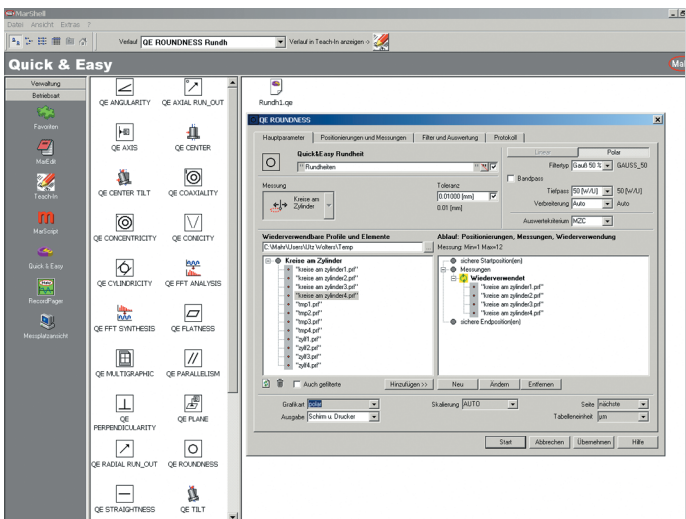 MarShell
Datei Ansicht Extras ?
Verlauf QE ROUNDNESS Rundh Verlauf in Teach-In anzeigen ->
Quick & Easy
Verwaltung
Betriebsart
Favoriten
MarEdit
Teach-In
MarScript
Quick & Easy
RecordPager
Messplatzansicht
QE ANGULARITY QE AXIAL RUN_OUT
QE AXIS QE CENTER
QE CENTER TILT QE COAXIALITY
QE CONCENTRICITY QE CONICITY
QE CYLINDRICITY QE FFT ANALYSIS
QE FFT SYNTHESIS QE FLATNESS
QE MULTIGRAPHIC QE PARALLELISM
QE PERPENDICULARITY QE PLANE
QE RADIAL RUN_OUT QE ROUNDNESS
QE STRAIGHTNESS QE TILT
Rundh1.qe
QE ROUNDNESS
Hauptparameter Positionierungen und Messungen Filter und Auswertung Protokoll
Quick&Easy Rundheit
"Rundheiten
Linear Polar
Filtertyp Gauß 50 % GAUSS_50
Bandpass
Tiefpass 50 [W/U] 50 [W/U]
Verbreiterung Auto Auto
Auswertekriterium MZC
Messung
Kreise am Zylinder
Toleranz
0.01000 [mm]
0.01 [mm]
Wiederverwendbare Profile und Elemente
C:\Mahr\Users\Utz Wolters\Temp
Kreise am Zylinder
"kreise am zylinder1.prf"
"kreise am zylinder2.prf"
"kreise am zylinder3.prf"
"kreise am zylinder4.prf"
"tmp1.prf"
"tmp2.prf"
"tmp3.prf"
"tmp4.prf"
"zyl1.prf"
"zyl2.prf"
"zyl3.prf"
"zyl4.prf"
Auch gefilterte Hinzufügen >>
Ablauf: Positionierungen, Messungen, Wiederverwendung
Messung Min=1 Max=12
sichere Startposition(en)
Messungen
Wiederverwendet
"kreise am zylinder1.prf"
"kreise am zylinder2.prf"
"kreise am zylinder3.prf"
"kreise am zylinder4.prf"
sichere Endposition(en)
Neu Ändern Entfernen
Grafikart polar Skalierung AUTO Seite nächste
Ausgabe Schirm u. Drucker Tabelleneinheit µm
Start Abbrechen Übernehmen Hilfe